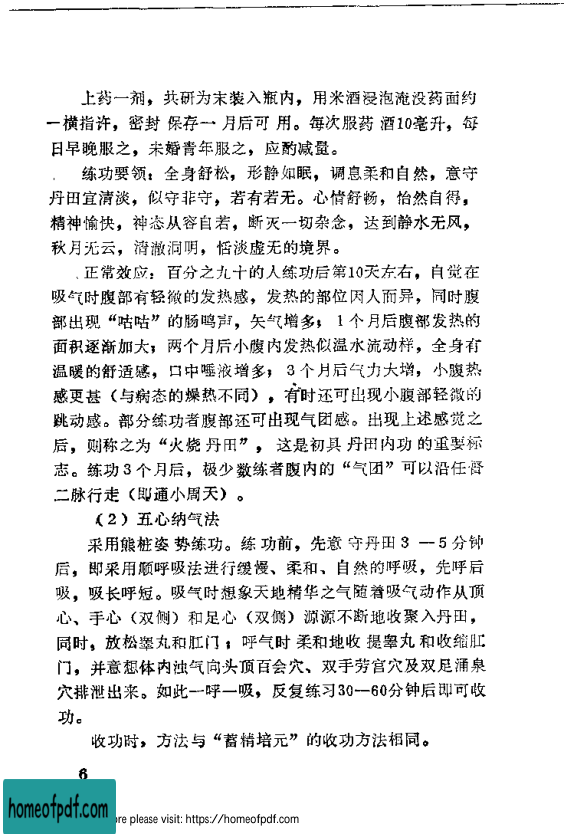 上药一剂，共研为末装入瓶内，用米酒浸泡淹没药面约
一横指许，密封保存一月后可用。每次服药酒10毫升，每
日早晚服之，未婚青年服之，应酌减量。
练功要领：全身舒松，形静如眠，调息柔和自然，意守
丹田宜清淡，似守非守，若有若无。心情舒畅，怡然自得，
精神愉快，神态从容自若，断灭一切杂念，达到静水无风，
秋月无云，清澈洞明，恬淡虚无的境界。
正常效应：百分之九十的人练功后第10天左右，自觉在
吸气时腹部有轻微的发热感，发热的部位因人而异，同时腹
部出现“咕咕”的肠鸣声，矢气增多；1个月后腹部发热的
面积逐渐加大；两个月后小腹内发热似温水流动样，全身有
温暖的舒适感，口中唾液增多；3个月后气力大增，小腹热
感更甚（与病态的燥热不同），有时还可出现小腹部轻微的
跳动感。部分练功者腹部还可出现气团感。出现上述感觉之
后，则称之为“火烧丹田”，这是初具丹田内功的重要标
志。练功3个月后，极少数练者腹内的“气团”可以沿任督
二脉行走（即通小周天）。
（2）五心纳气法
采用熊桩姿势练功。练功前，先意守丹田3—5分钟
后，即采用顺呼吸法进行缓慢、柔和、自然的呼吸，先呼后
吸，吸长呼短。吸气时想象天地精华之气随着吸气动作从顶
心、手心（双侧）和足心（双侧）源源不断地收聚入丹田，
同时，放松睾丸和肛门；呼气时柔和地收提睾丸和收缩肛
门，并意想体内浊气向头顶百会穴、双手劳宫穴及双足涌泉
穴排泄出来。如此一呼一吸，反复练习30—60分钟后即可收
功。
收功时，方法与“蓄精培元”的收功方法相同。
6
homeofpdf.com
ore please visit: https://homeofpdf.com